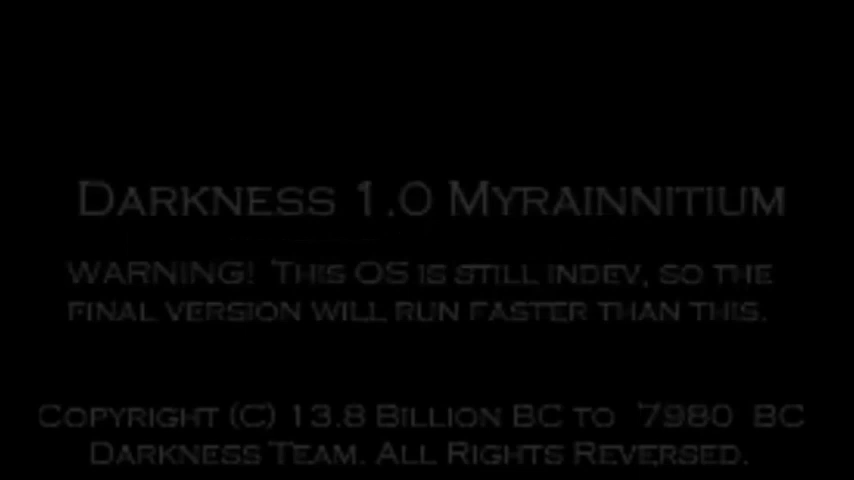 DARKNESS 1.0 MYRAINNITIUM
WARNING! THIS OS IS STILL INDEV, SO THE
FINAL VERSION WILL RUN FASTER THAN THIS.
COPYRIGHT (C) 13.8 BILLION BC TO 7980 BC
DARKNESS TEAM. ALL RIGHTS REVERSED.